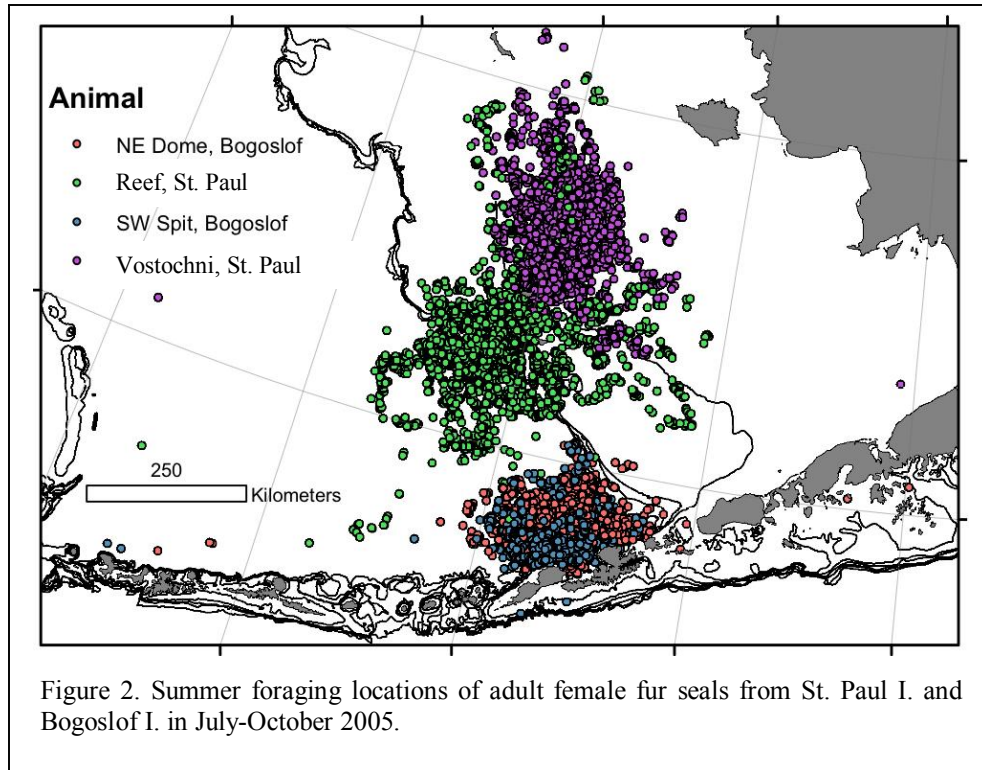 Animal
NE Dome, Bogoslof
Reef, St. Paul
SW Spit, Bogoslof
Vostochni, St. Paul
250
Kilometers
Figure 2. Summer foraging locations of adult female fur seals from St. Paul I. and
Bogoslof I. in July-October 2005.